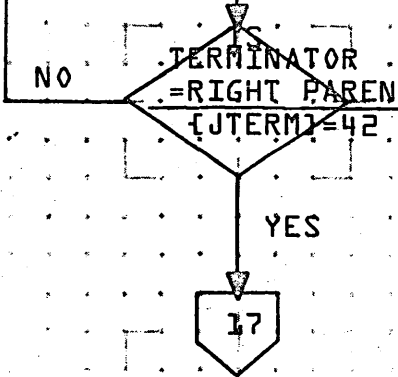 IS
TERMINATOR
=RIGHT PAREN
{JTERM}=42
NO
YES
17